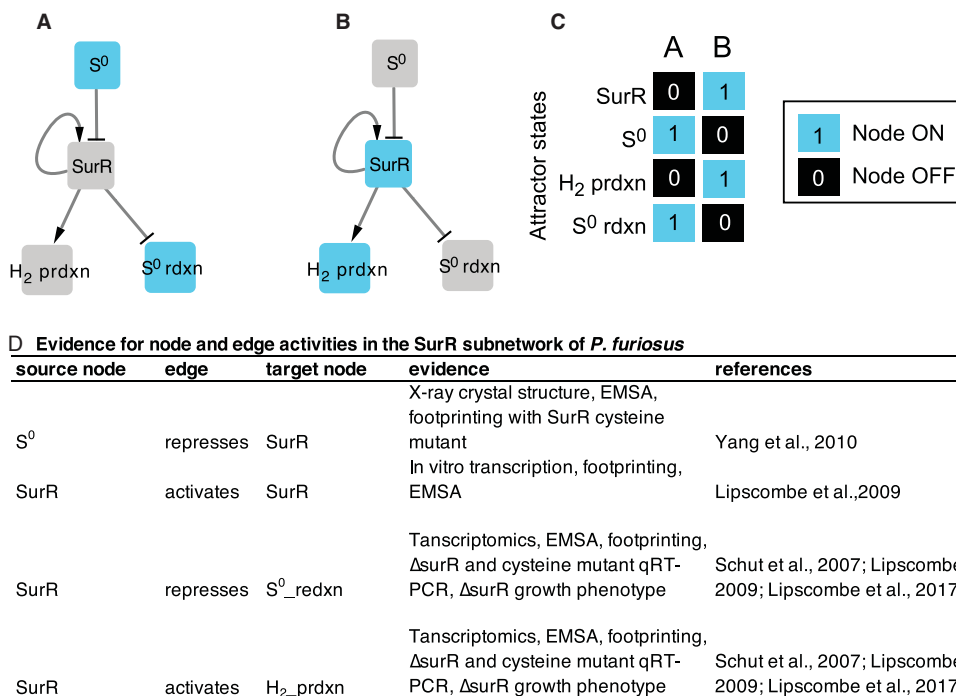 A
B
C
S⁰
SurR
H₂ prdxn
S⁰ rdxn
S⁰
SurR
H₂ prdxn
S⁰ rdxn
Attractor states
A B
SurR 0 1
S⁰ 1 0
H₂ prdxn 0 1
S⁰ rdxn 1 0
1 Node ON
0 Node OFF
D Evidence for node and edge activities in the SurR subnetwork of P. furiosus
source node edge target node evidence references
X-ray crystal structure, EMSA,
footprinting with SurR cysteine
S⁰ represses SurR mutant Yang et al., 2010
In vitro transcription, footprinting,
SurR activates SurR EMSA Lipscombe et al.,2009
Tanscriptomics, EMSA, footprinting,
ΔsurR and cysteine mutant qRT- Schut et al., 2007; Lipscombe
SurR represses S⁰_redxn PCR, ΔsurR growth phenotype 2009; Lipscombe et al., 2017
Tanscriptomics, EMSA, footprinting,
ΔsurR and cysteine mutant qRT- Schut et al., 2007; Lipscombe
SurR activates H₂_prdxn PCR, ΔsurR growth phenotype 2009; Lipscombe et al., 2017